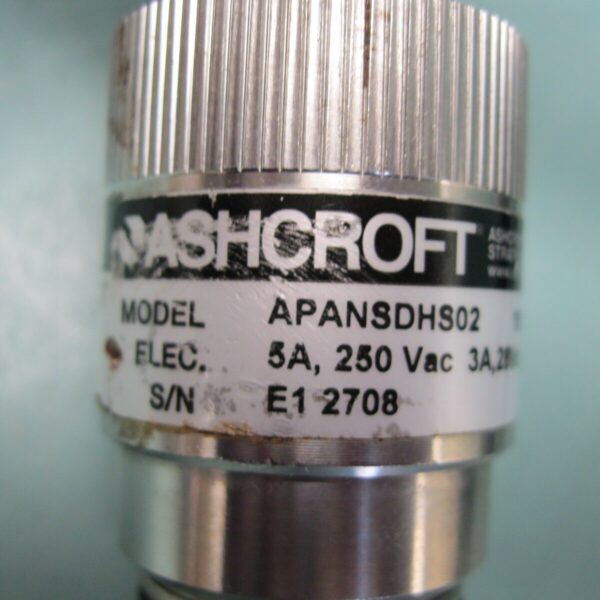 ASHCROFT
MODEL APANSDHS02
ELEC. 5A, 250 Vac 3A,
S/N E1 2708